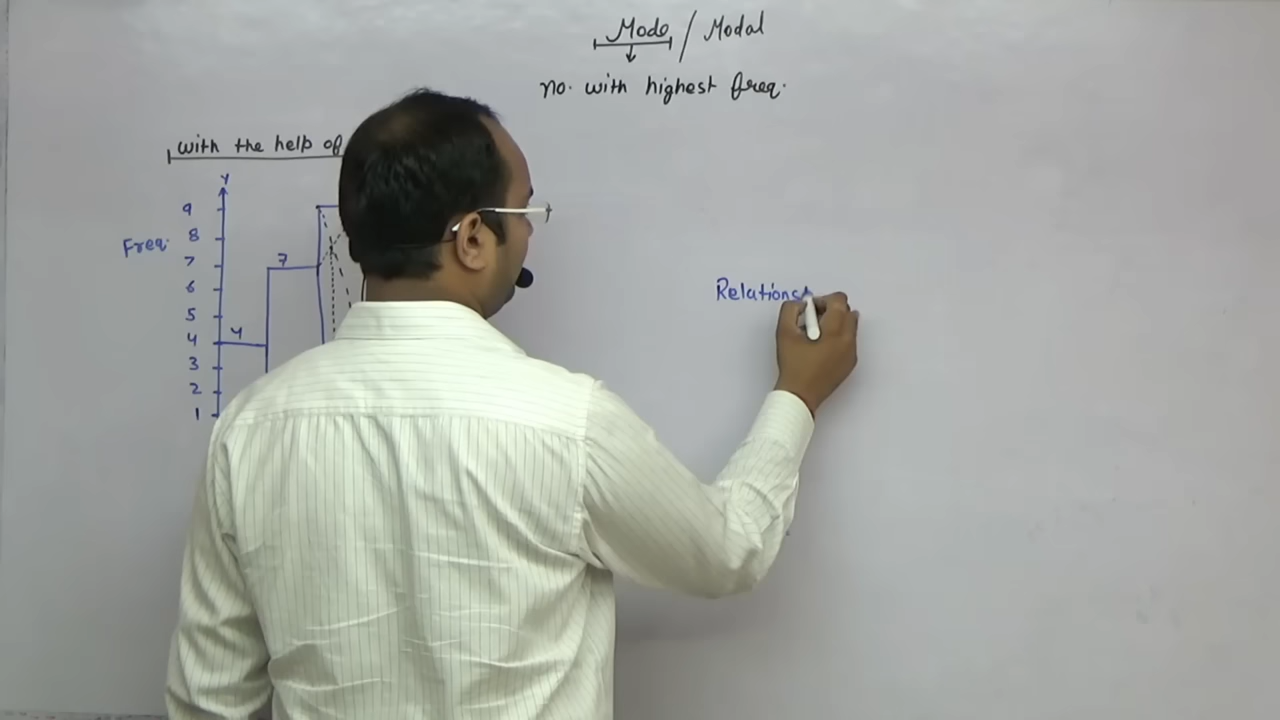 Mode / Modal
no. with highest freq.
with the help of
Y
9
8
Freq.
7
7
6
5
4
4
3
2
1
Relations